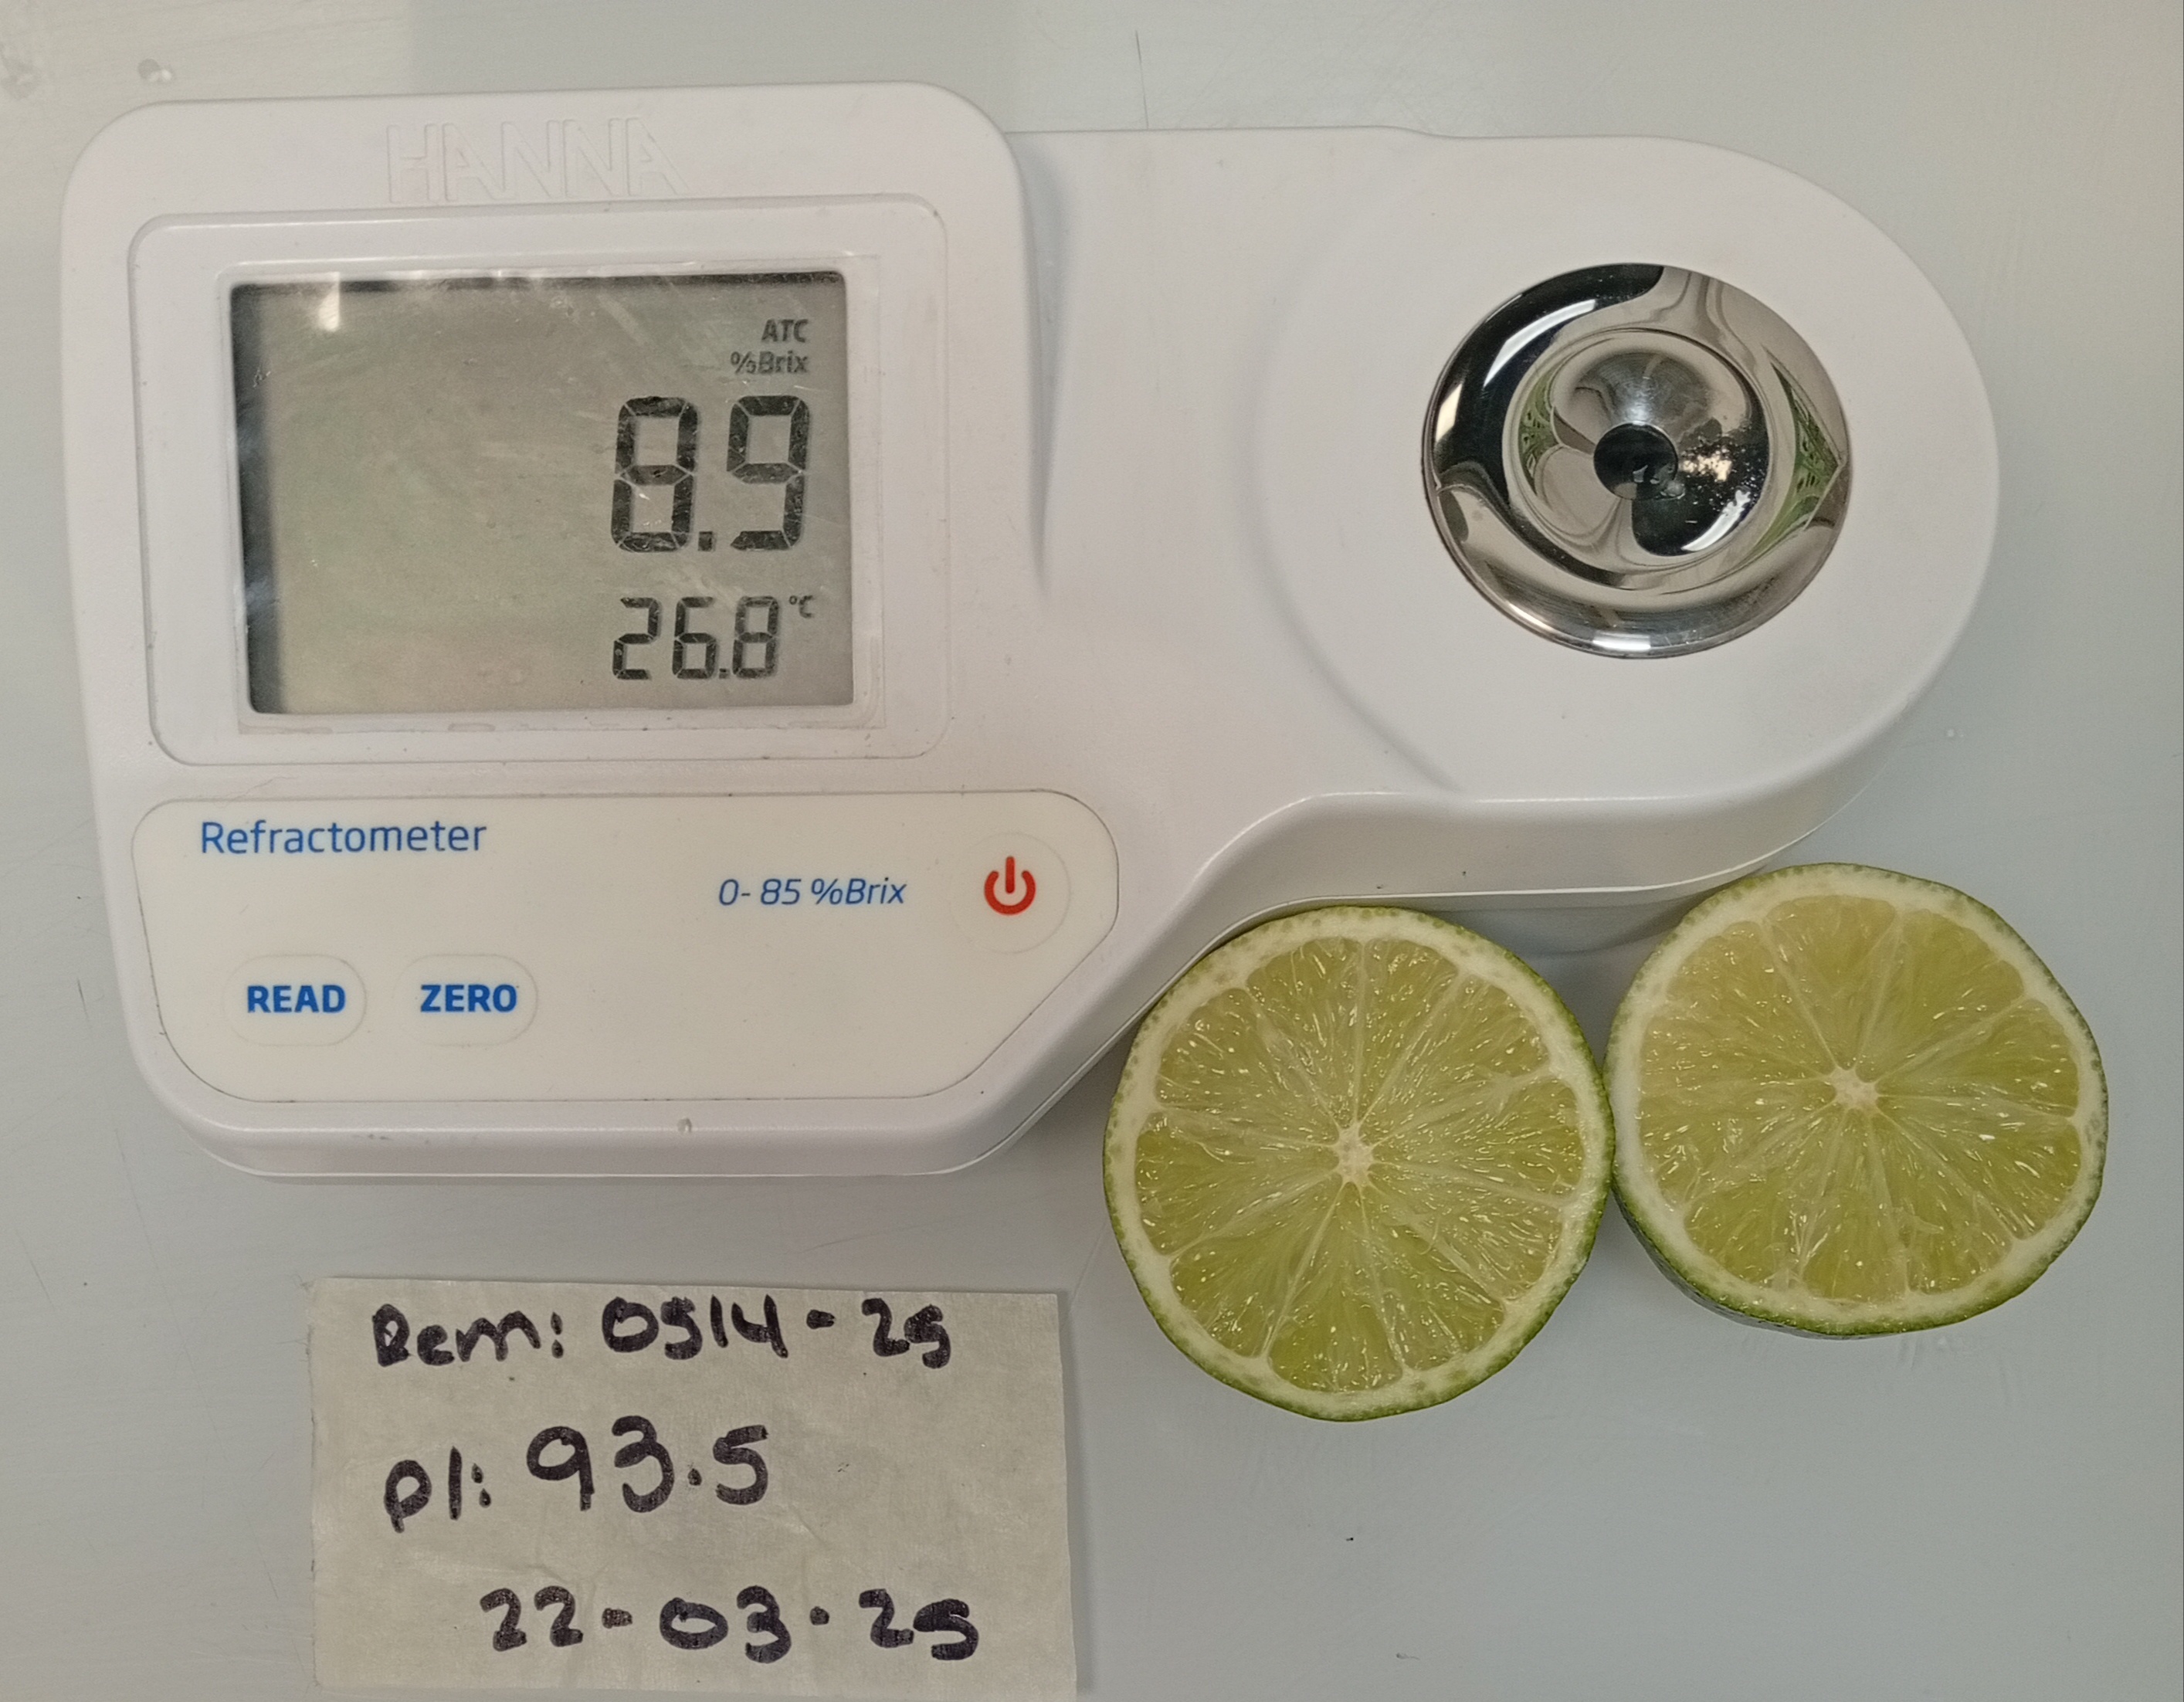 HANNA
ATC
%Brix
8.9
26.8 °C
Refractometer
0- 85 %Brix
READ ZERO
Rem: 0514-25
Pl: 93.5
22-03-25